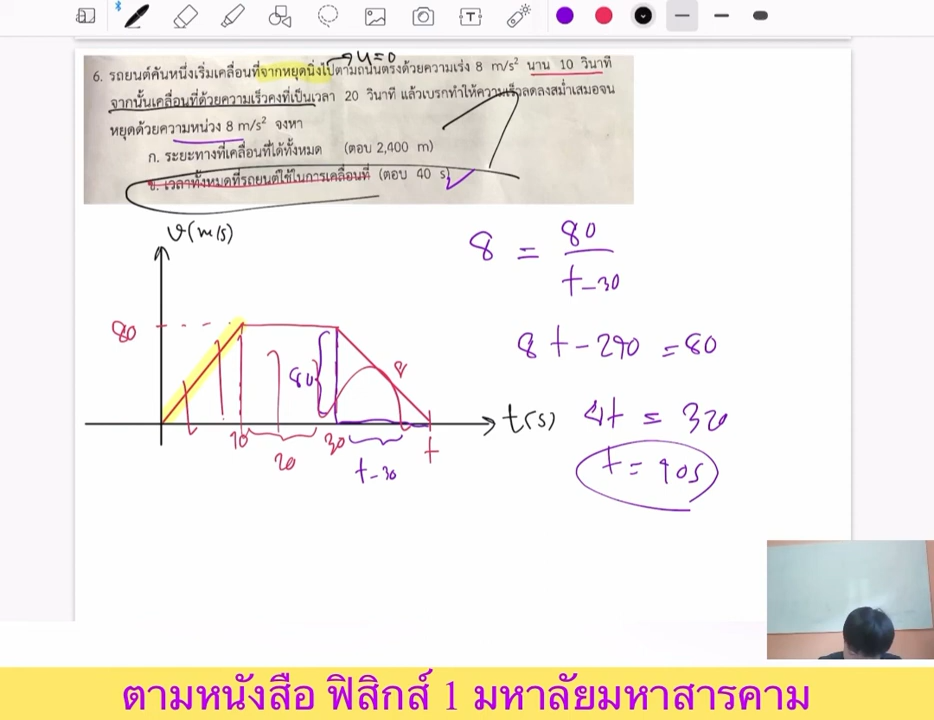 6. รถยนต์คันหนึ่งเริ่มเคลื่อนที่จากหยุดนิ่งไปตามถนนตรงด้วยความเร่ง 8 m/s² นาน 10 วินาที
u=0
จากนั้นเคลื่อนที่ด้วยความเร็วคงที่เป็นเวลา 20 วินาที แล้วเบรกทำให้ความเร็วลดลงสม่ำเสมอจน
หยุดด้วยความหน่วง 8 m/s² จงหา
ก. ระยะทางที่เคลื่อนที่ได้ทั้งหมด (ตอบ 2,400 m)
ข. เวลาทั้งหมดที่รถยนต์ใช้ในการเคลื่อนที่ (ตอบ 40 s)
v(m/s)
80
80
8
10
20
30
t-30
t
t(s)
8 = 80
t-30
8t-240 = 80
8t = 320
t = 40s
ตามหนังสือ ฟิสิกส์ 1 มหาลัยมหาสารคาม